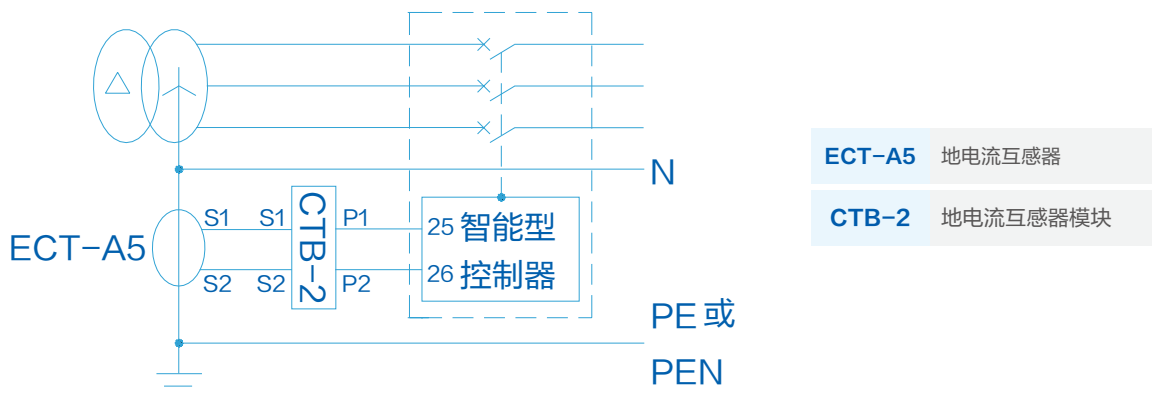 N
ECT-A5
S1
S1
CTB-2
P1
25 智能型
S2
S2
P2
26 控制器
PE 或
PEN
ECT-A5 地电流互感器
CTB-2 地电流互感器模块